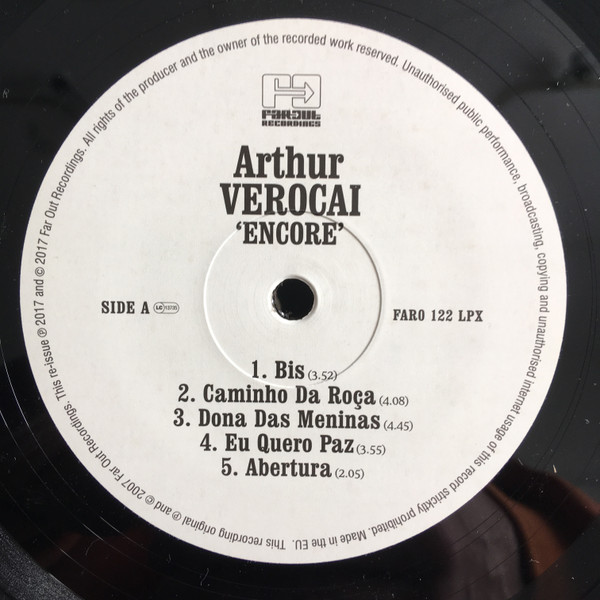 FAROUT
RECORDINGS
Arthur
VEROCAI
‘ENCORE’
SIDE A
FARO 122 LPX
1. Bis (3.52)
2. Caminho Da Roça (4.08)
3. Dona Das Meninas (4.45)
4. Eu Quero Paz (3.55)
5. Abertura (2.05)
This recording original ℗ and © 2007 Far Out Recordings. This re-issue ℗ 2017 and © 2017 Far Out Recordings. All rights of the producer and the owner of the recorded work reserved. Unauthorised public performance, broadcasting, copying and unauthorised internet usage of this record strickly prohibited. Made in the EU.